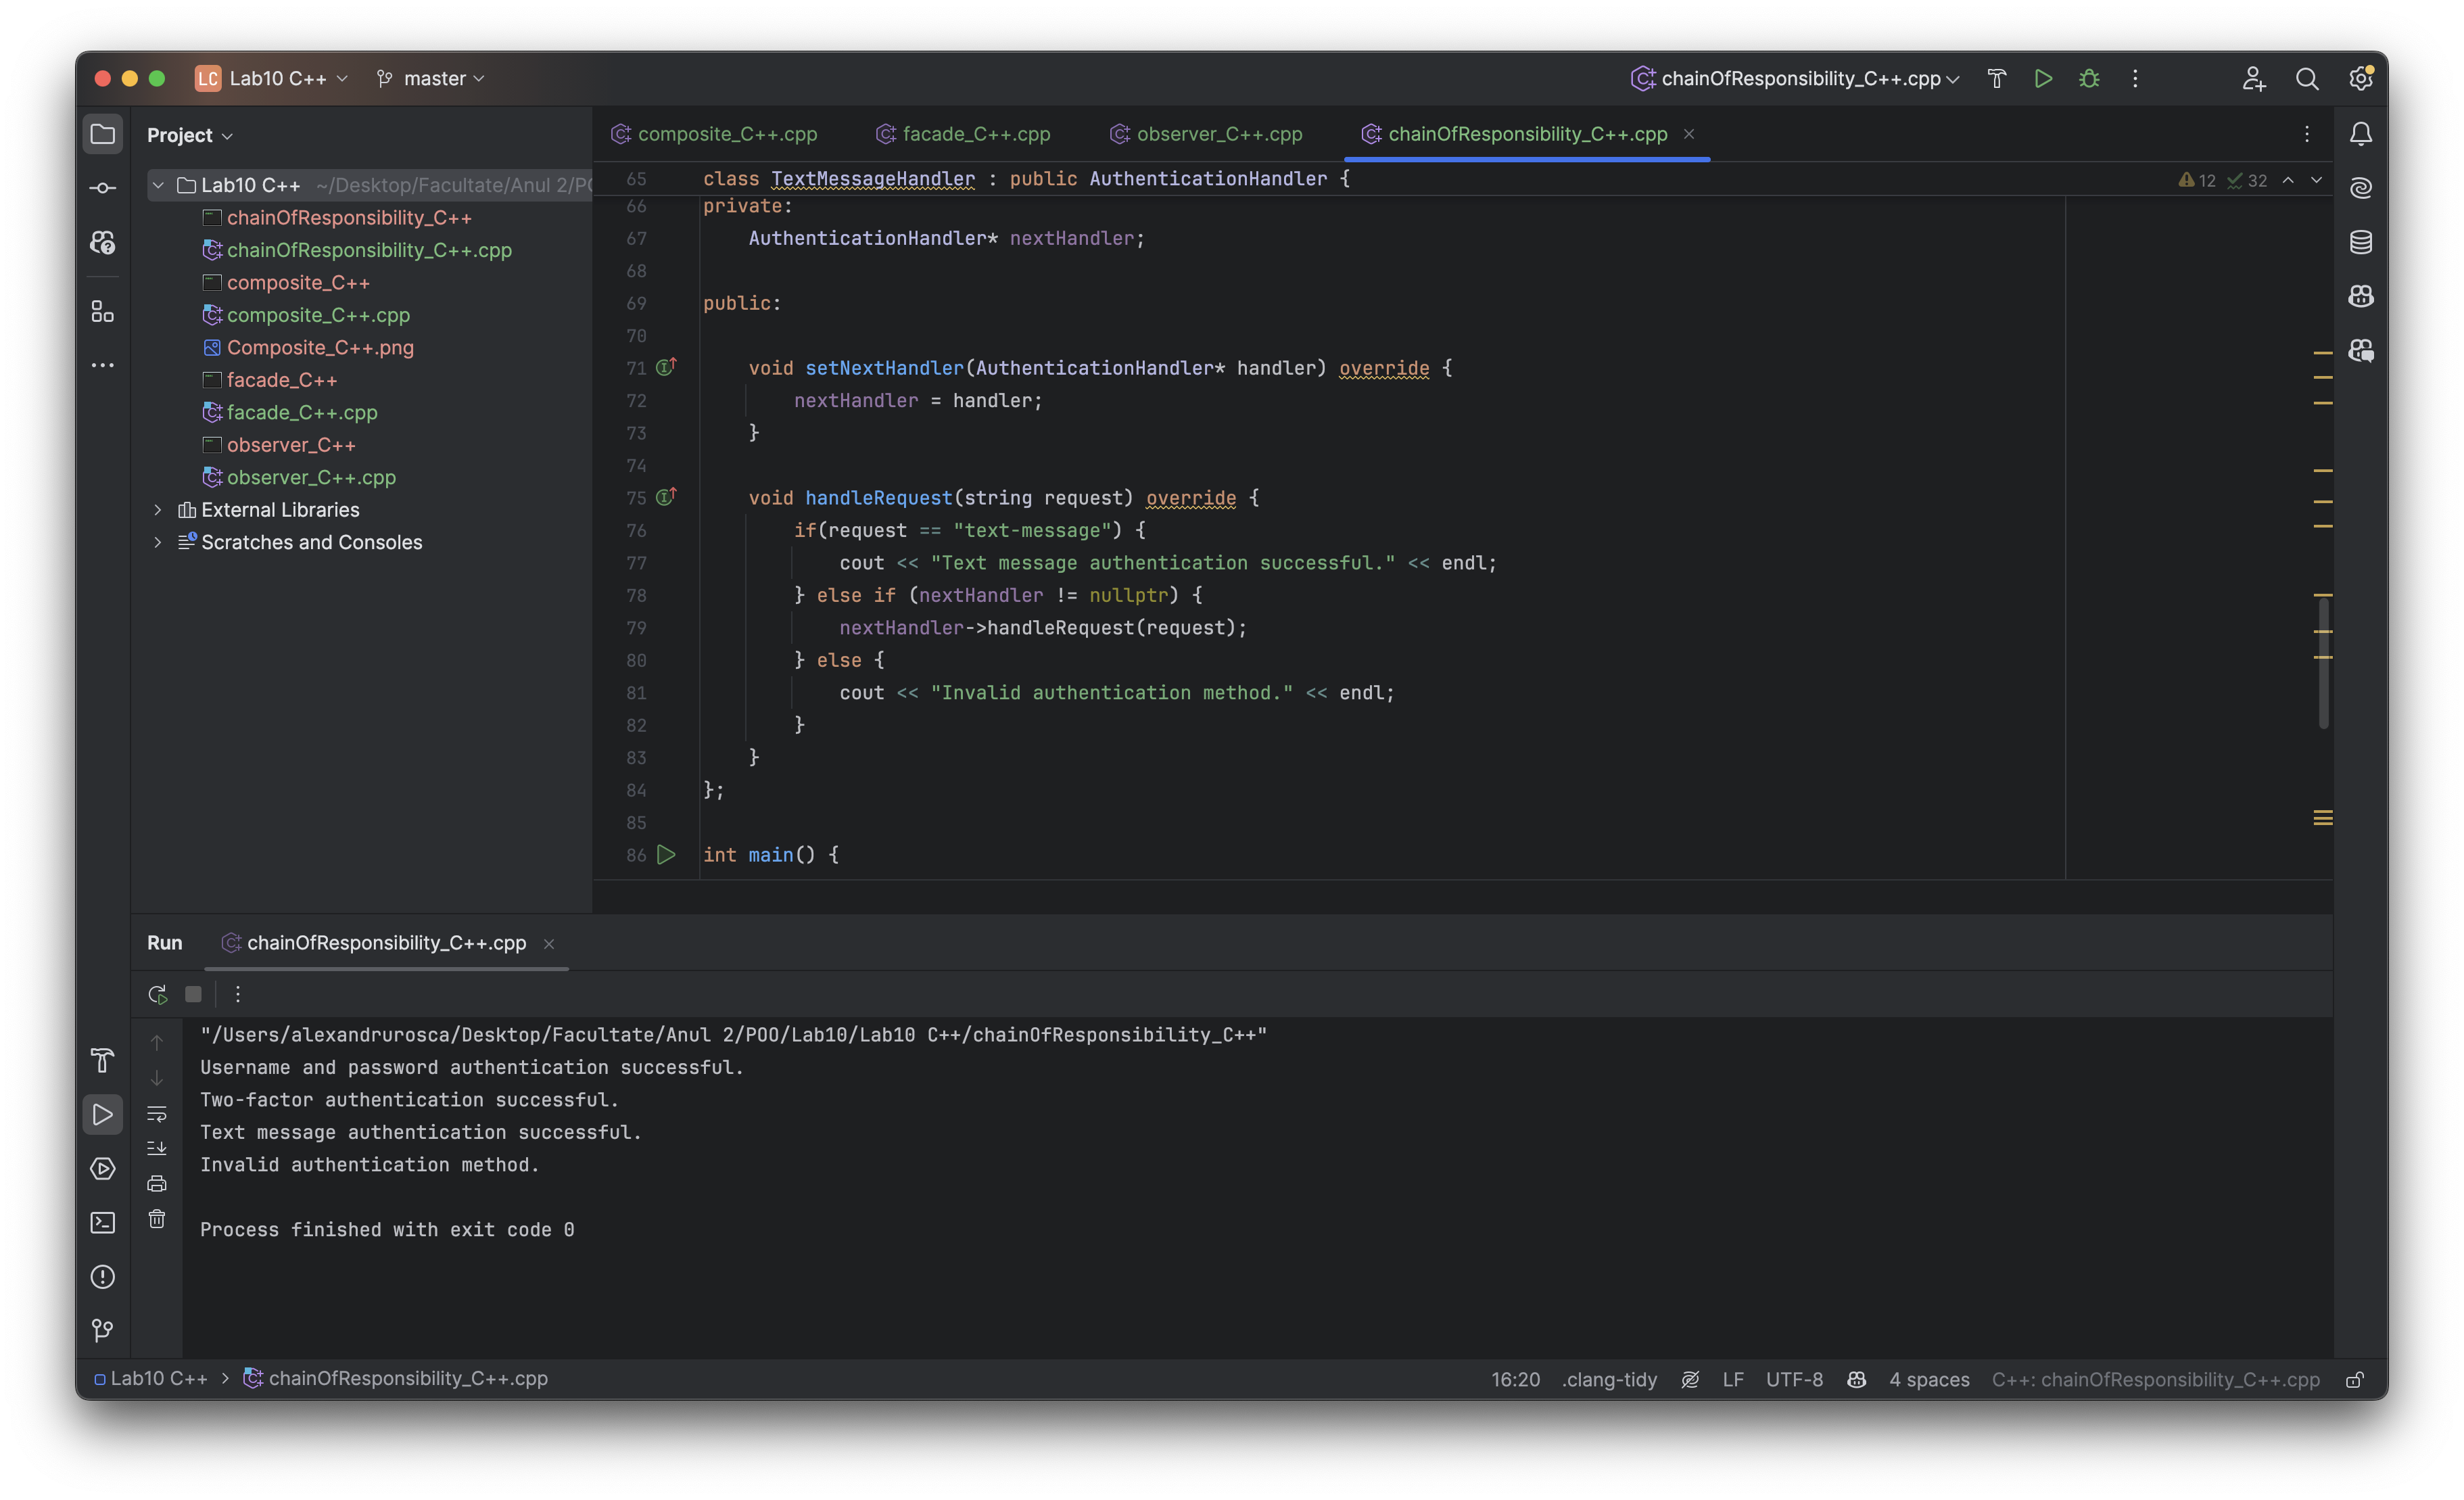 LC Lab10 C++ master chainOfResponsibility_C++.cpp
Project
composite_C++.cpp facade_C++.cpp observer_C++.cpp chainOfResponsibility_C++.cpp
Lab10 C++ ~/Desktop/Facultate/Anul 2/PO
chainOfResponsibility_C++
chainOfResponsibility_C++.cpp
composite_C++
composite_C++.cpp
Composite_C++.png
facade_C++
facade_C++.cpp
observer_C++
observer_C++.cpp
External Libraries
Scratches and Consoles
12 32
65 class TextMessageHandler : public AuthenticationHandler {
66 private:
67     AuthenticationHandler* nextHandler;
68
69 public:
70
71     void setNextHandler(AuthenticationHandler* handler) override {
72         nextHandler = handler;
73     }
74
75     void handleRequest(string request) override {
76         if(request == "text-message") {
77             cout << "Text message authentication successful." << endl;
78         } else if (nextHandler != nullptr) {
79             nextHandler->handleRequest(request);
80         } else {
81             cout << "Invalid authentication method." << endl;
82         }
83     }
84 };
85
86 int main() {
Run chainOfResponsibility_C++.cpp
"/Users/alexandrurosca/Desktop/Facultate/Anul 2/POO/Lab10/Lab10 C++/chainOfResponsibility_C++"
Username and password authentication successful.
Two-factor authentication successful.
Text message authentication successful.
Invalid authentication method.
Process finished with exit code 0
Lab10 C++ > chainOfResponsibility_C++.cpp
16:20 .clang-tidy LF UTF-8 4 spaces C++: chainOfResponsibility_C++.cpp